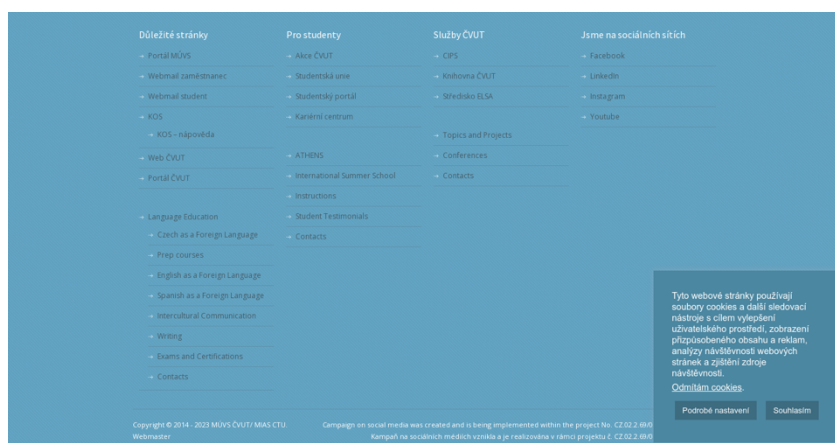 Důležité stránky
Portál MÚVS
Webmail zaměstnanec
Webmail student
KOS
KOS – nápověda
Web ČVUT
Portál ČVUT
Language Education
Czech as a Foreign Language
Prep courses
English as a Foreign Language
Spanish as a Foreign Language
Intercultural Communication
Writing
Exams and Certifications
Contacts
Pro studenty
Akce ČVUT
Studentská unie
Studentský portál
Kariérní centrum
ATHENS
International Summer School
Instructions
Student Testimonials
Contacts
Služby ČVUT
CIPS
Knihovna ČVUT
Středisko ELSA
Topics and Projects
Conferences
Contacts
Jsme na sociálních sítích
Facebook
LinkedIn
Instagram
Youtube
Tyto webové stránky používají
soubory cookies a další sledovací
nástroje s cílem vylepšení
uživatelského prostředí, zobrazení
přizpůsobeného obsahu a reklam,
analýzy návštěvnosti webových
stránek a zjištění zdroje
návštěvnosti.
Odmítám cookies.
Podrobé nastavení
Souhlasím
Copyright © 2014 - 2023 MÚVS ČVUT/ MIAS CTU.
Webmaster
Campaign on social media was created and is being implemented within the project No. CZ.02.2.69/0
Kampaň na sociálních médiích vznikla a je realizována v rámci projektu č. CZ.02.2.69/0